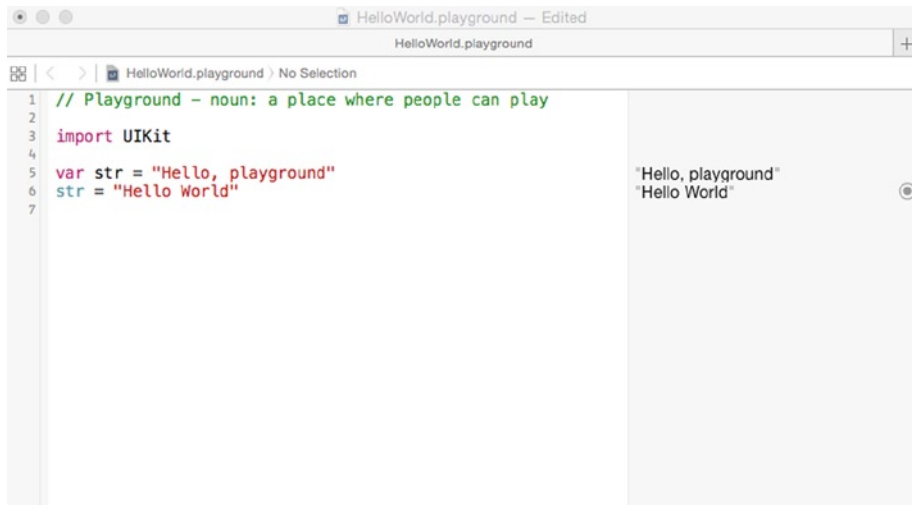 HelloWorld.playground — Edited
HelloWorld.playground
+
HelloWorld.playground 〉 No Selection
1 // Playground – noun: a place where people can play
2
3 import UIKit
4
5 var str = "Hello, playground" "Hello, playground"
6 str = "Hello World" "Hello World"
7